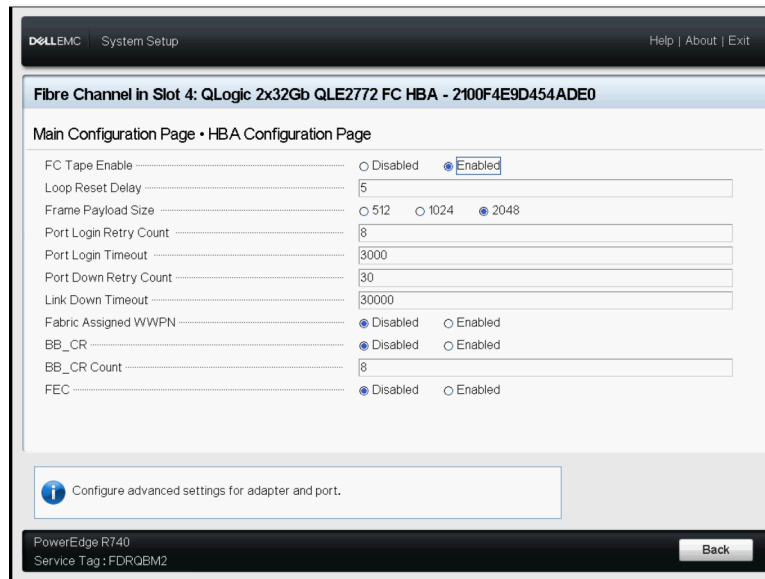 DELLEMC System Setup Help | About | Exit
Fibre Channel in Slot 4: QLogic 2x32Gb QLE2772 FC HBA - 2100F4E9D454ADE0
Main Configuration Page • HBA Configuration Page
FC Tape Enable Disabled Enabled
Loop Reset Delay 5
Frame Payload Size 512 1024 2048
Port Login Retry Count 8
Port Login Timeout 3000
Port Down Retry Count 30
Link Down Timeout 30000
Fabric Assigned WWPN Disabled Enabled
BB_CR Disabled Enabled
BB_CR Count 8
FEC Disabled Enabled
Configure advanced settings for adapter and port.
PowerEdge R740
Service Tag : FDRQBM2
Back